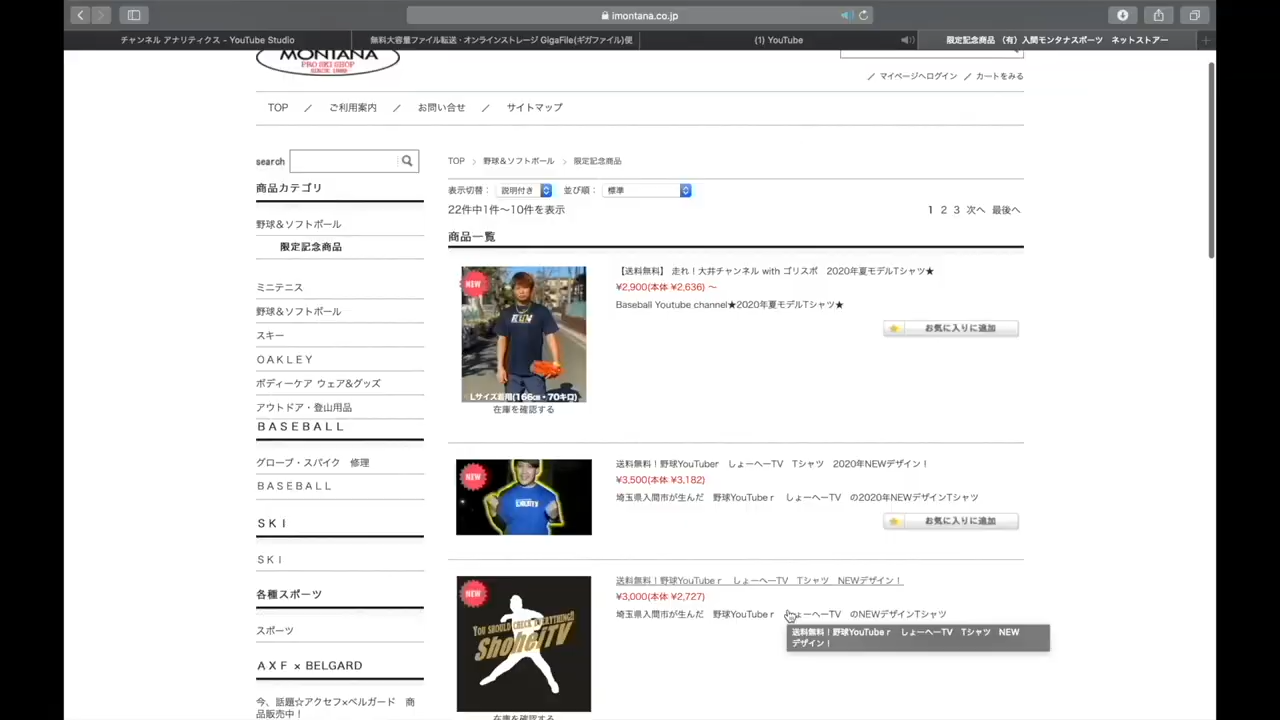 imontana.co.jp
チャンネル アナリティクス - YouTube Studio
無料大容量ファイル転送・オンラインストレージ GigaFile(ギガファイル)便
(1) YouTube
限定記念商品 （有）入間モンタナスポーツ ネットストアー
MONTANA
PRO SKI SHOP
／ マイページへログイン ／ カートをみる
TOP ／ ご利用案内 ／ お問い合せ ／ サイトマップ
search
TOP > 野球＆ソフトボール > 限定記念商品
商品カテゴリ
表示切替： 説明付き 並び順： 標準
22件中1件〜10件を表示
1 2 3 次へ 最後へ
野球＆ソフトボール
限定記念商品
ミニテニス
野球＆ソフトボール
スキー
ＯＡＫＬＥＹ
ボディーケア ウェア&グッズ
アウトドア・登山用品
ＢＡＳＥＢＡＬＬ
グローブ・スパイク 修理
ＢＡＳＥＢＡＬＬ
ＳＫＩ
ＳＫＩ
各種スポーツ
スポーツ
ＡＸＦ × BELGARD
今、話題☆アクセフ×ベルガード 商
品販売中！
商品一覧
NEW
RUN
Lサイズ着用(166㎝・70キロ)
在庫を確認する
【送料無料】 走れ！大井チャンネル with ゴリスポ 2020年夏モデルTシャツ★
¥2,900(本体 ¥2,636) 〜
Baseball Youtube channel★2020年夏モデルTシャツ★
お気に入りに追加
NEW
送料無料！野球YouTuber しょーへーTV Tシャツ 2020年NEWデザイン！
¥3,500(本体 ¥3,182)
埼玉県入間市が生んだ 野球YouTubeｒ しょーへーTV の2020年NEWデザインTシャツ
お気に入りに追加
NEW
YOU SHOULD CHECK EVERYTHING!!
ShoheiTV
在庫を確認する
送料無料！野球YouTubeｒ しょーへーTV Tシャツ NEWデザイン！
¥3,000(本体 ¥2,727)
埼玉県入間市が生んだ 野球YouTubeｒ しょーへーTV のNEWデザインTシャツ
送料無料！野球YouTubeｒ しょーへーTV Tシャツ NEW
デザイン！